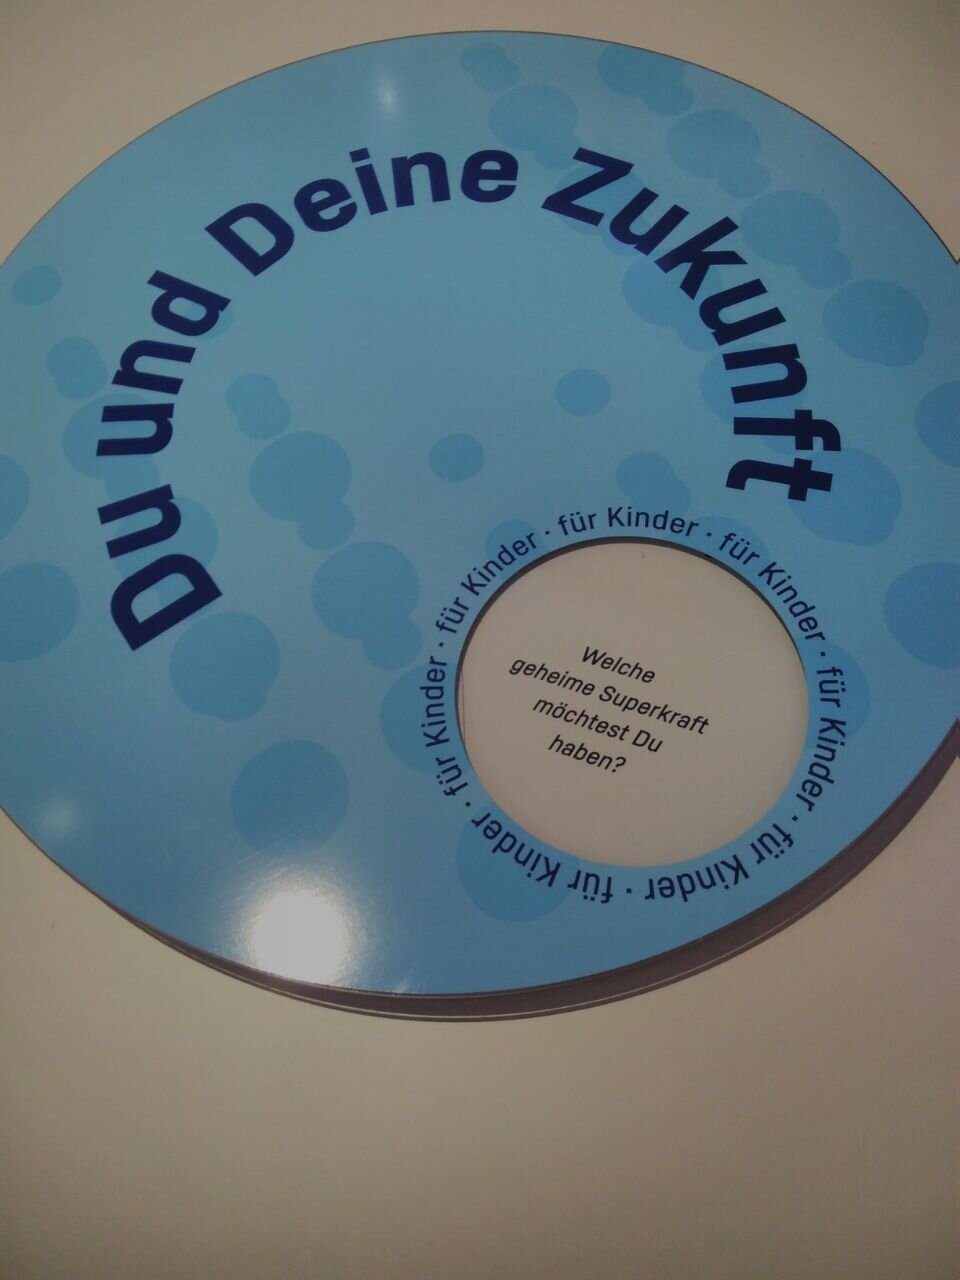 Du und Deine Zukunft
für Kinder · für Kinder · für Kinder · für Kinder · für Kinder · für Kinder · für Kinder ·
Welche
geheime Superkraft
möchtest Du
haben?